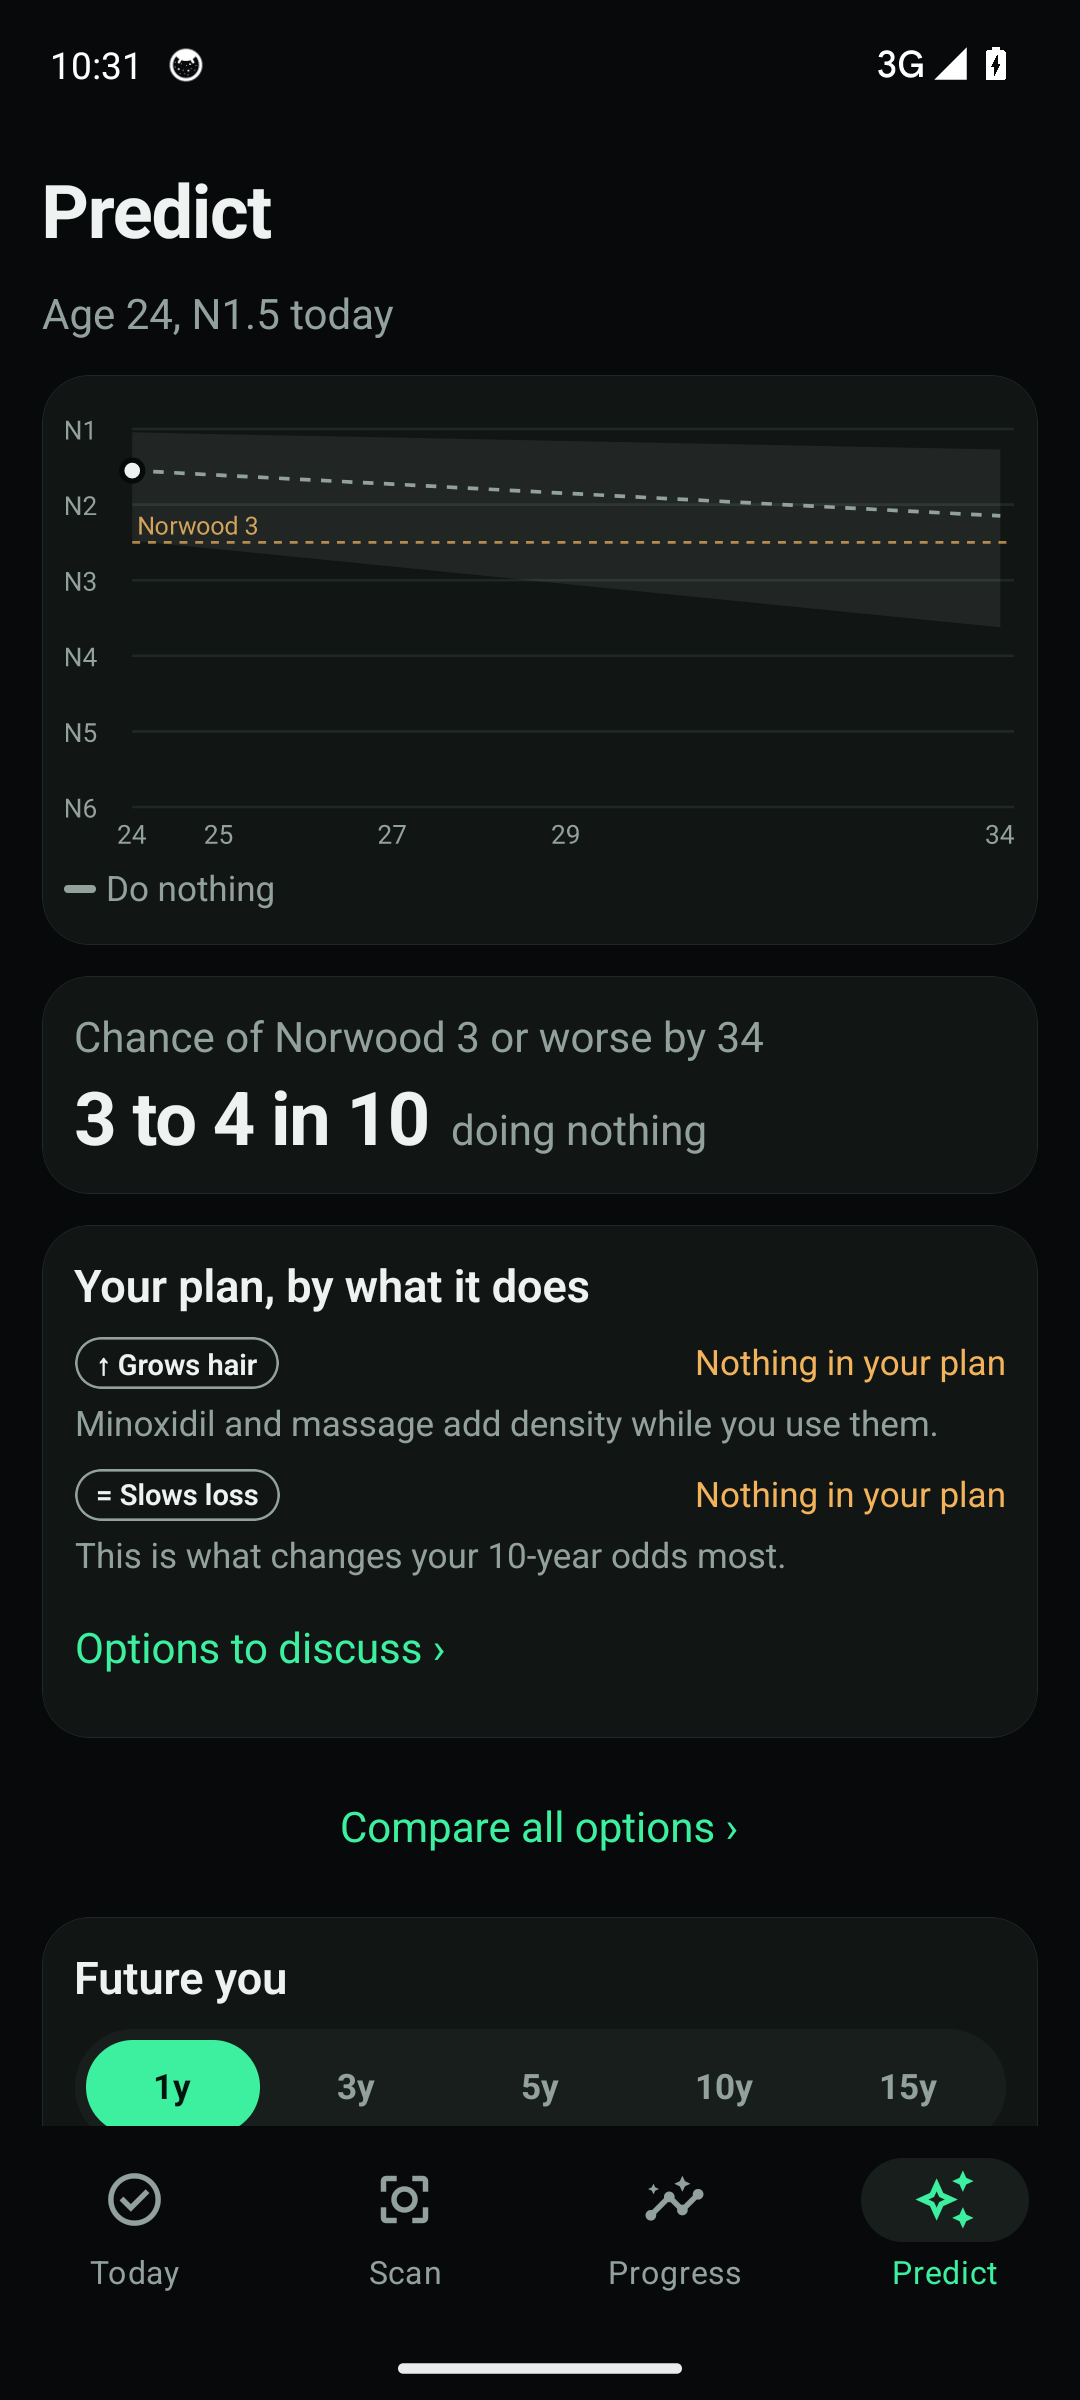 10:31
3G
Predict
Age 24, N1.5 today
N1
N2
Norwood 3
N3
N4
N5
N6
24 25 27 29 34
Do nothing
Chance of Norwood 3 or worse by 34
3 to 4 in 10 doing nothing
Your plan, by what it does
↑ Grows hair Nothing in your plan
Minoxidil and massage add density while you use them.
= Slows loss Nothing in your plan
This is what changes your 10-year odds most.
Options to discuss ›
Compare all options ›
Future you
1y 3y 5y 10y 15y
Today Scan Progress Predict